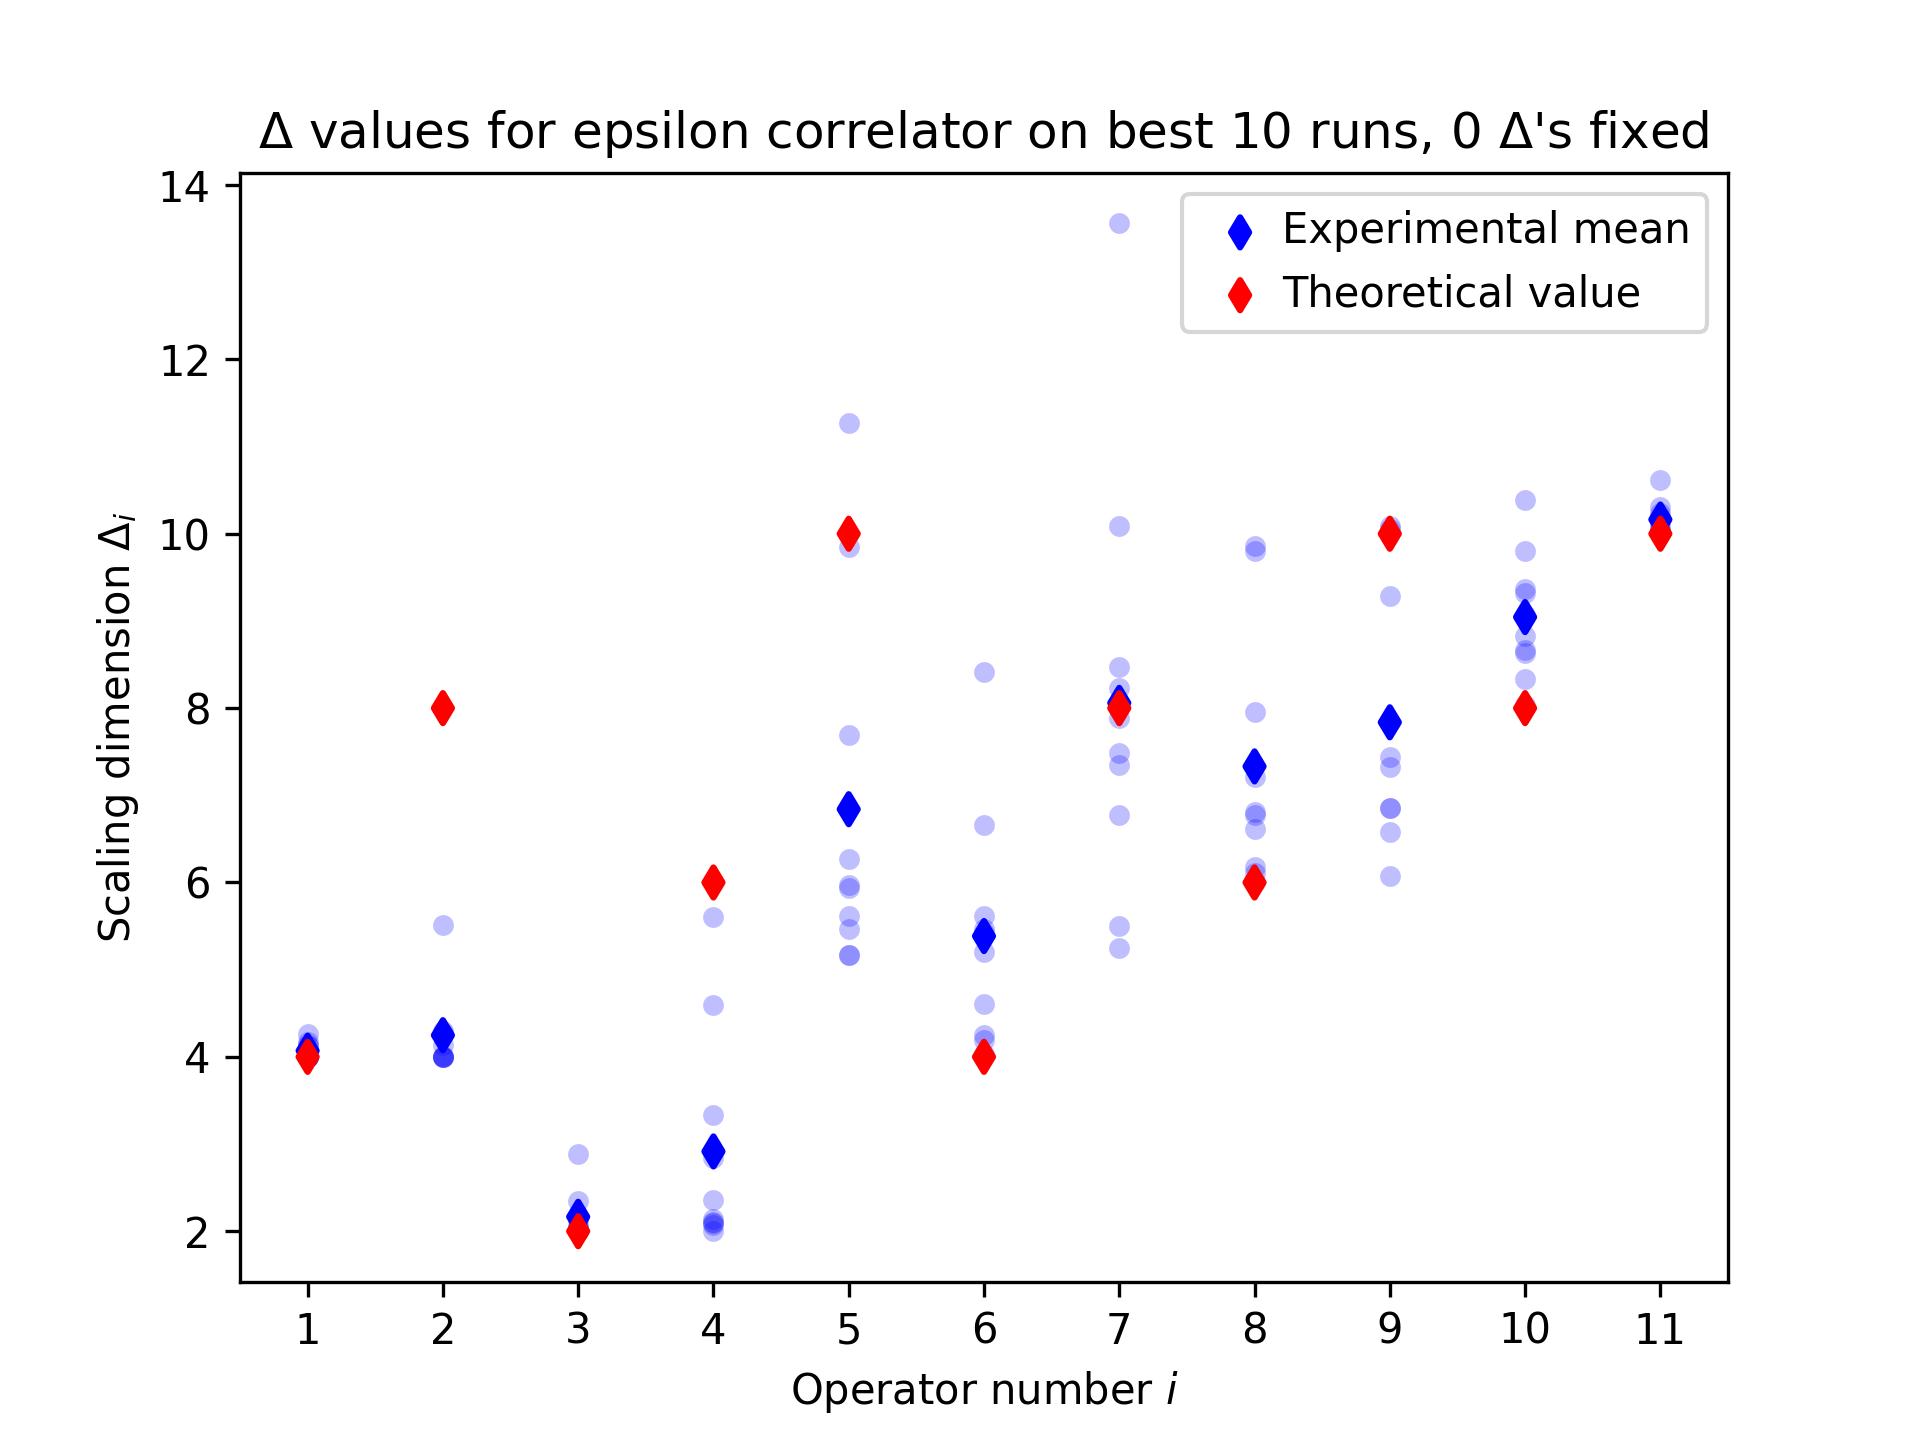 Δ values for epsilon correlator on best 10 runs, 0 Δ's fixed
14
12
10
8
6
4
2
Scaling dimension Δᵢ
Experimental mean
Theoretical value
1 2 3 4 5 6 7 8 9 10 11
Operator number i